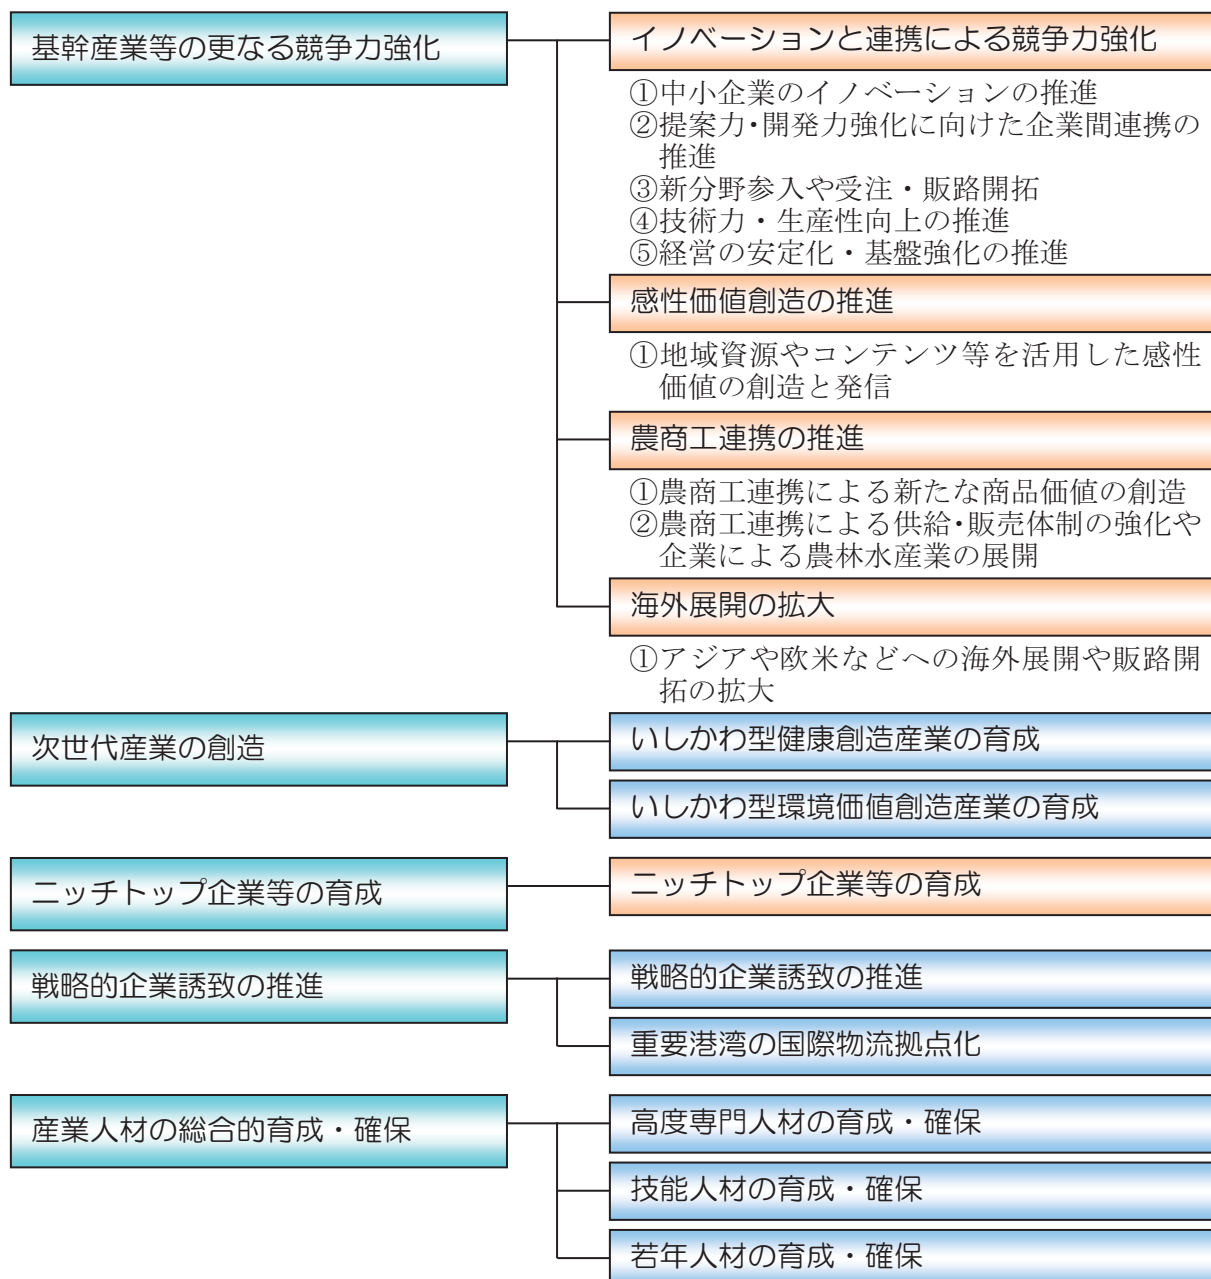 基幹産業等の更なる競争力強化
イノベーションと連携による競争力強化
①中小企業のイノベーションの推進
②提案力･開発力強化に向けた企業間連携の
推進
③新分野参入や受注・販路開拓
④技術力・生産性向上の推進
⑤経営の安定化・基盤強化の推進
感性価値創造の推進
①地域資源やコンテンツ等を活用した感性
価値の創造と発信
農商工連携の推進
①農商工連携による新たな商品価値の創造
②農商工連携による供給･販売体制の強化や
企業による農林水産業の展開
海外展開の拡大
①アジアや欧米などへの海外展開や販路開
拓の拡大
次世代産業の創造
いしかわ型健康創造産業の育成
いしかわ型環境価値創造産業の育成
ニッチトップ企業等の育成
ニッチトップ企業等の育成
戦略的企業誘致の推進
戦略的企業誘致の推進
重要港湾の国際物流拠点化
産業人材の総合的育成・確保
高度専門人材の育成・確保
技能人材の育成・確保
若年人材の育成・確保